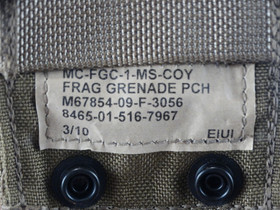 MC-FGC-1-MS-COY
FRAG GRENADE PCH
M67854-09-F-3056
8465-01-516-7967
3/10 EIUI